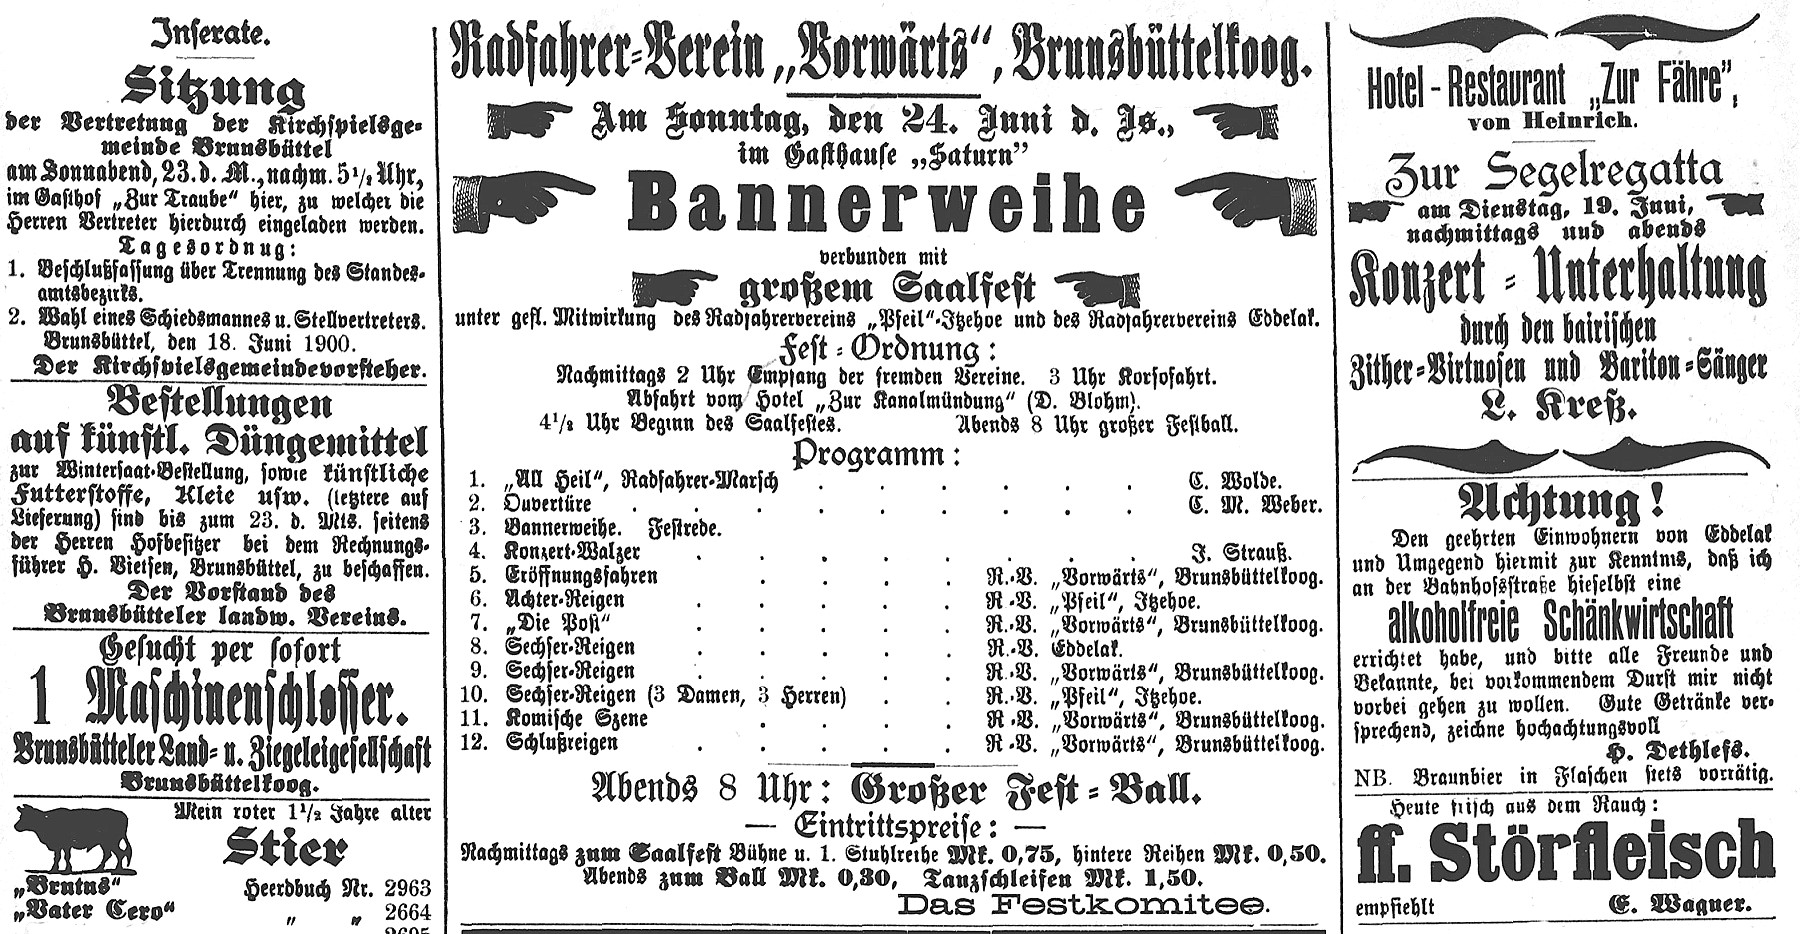 Inserate.
Sitzung
der Vertretung der Kirchspielsge-
meinde Brunsbüttel
am Sonnabend, 23. d. M., nachm. 5½ Uhr,
im Gasthof „Zur Traube“ hier, zu welcher die
Herren Vertreter hierdurch eingeladen werden.
Tagesordnug:
1. Beschlußfassung über Trennung des Standes-
amtsbezirks.
2. Wahl eines Schiedsmannes u. Stellvertreters.
Brunsbüttel, den 18. Juni 1900.
Der Kirchspielsgemeindevorsteher.
Bestellungen
auf künstl. Düngemittel
zur Wintersaat-Bestellung, sowie künstliche
Futterstoffe, Kleie usw. (letztere auf
Lieferung) sind bis zum 23. d. Mts. seitens
der Herren Hofbesitzer bei dem Rechnungs-
führer H. Vietsen, Brunsbüttel, zu beschaffen.
Der Vorstand des
Brunsbütteler landw. Vereins.
Gesucht per sofort
1 Maschinenschlosser.
Brunsbütteler Land- u. Ziegeleigesellschaft
Brunsbüttelkoog.
Mein roter 1½ Jahre alter
Stier
„Brutus“ Heerdbuch Nr. 2963
„Vater Cero“ „ „ 2664
2695
Radfahrer-Verein „Vorwärts“, Brunsbüttelkoog.
Am Sonntag, den 24. Juni d. Js.,
im Gasthause „Saturn”
Bannerweihe
verbunden mit
großem Saalfest
unter gefl. Mitwirkung des Radfahrervereins „Pfeil“-Itzehoe und des Radfahrervereins Eddelak.
Fest-Ordnung:
Nachmittags 2 Uhr Empfang der fremden Vereine. 3 Uhr Korsofahrt.
Abfahrt vom Hotel „Zur Kanalmündung“ (D. Blohm).
4½ Uhr Beginn des Saalfestes. Abends 8 Uhr großer Festball.
Programm:
1. „All Heil“, Radfahrer-Marsch . . . . . . C. Wolde.
2. Ouvertüre . . . . . . . . C. M. Weber.
3. Bannerweihe. Festrede.
4. Konzert-Walzer . . . . . . . . J. Strauß.
5. Eröffnungsfahren . . . . R.-V. „Vorwärts“, Brunsbüttelkoog.
6. Achter-Reigen . . . . . R.-V. „Pfeil“, Itzehoe.
7. „Die Post“ . . . . . R.-V. „Vorwärts“, Brunsbüttelkoog.
8. Sechser-Reigen . . . . . R.-V. Eddelak.
9. Sechser-Reigen . . . . . R.-V. „Vorwärts“, Brunsbüttelkoog.
10. Sechser-Reigen (3 Damen, 3 Herren) . . R.-V. „Pfeil“, Itzehoe.
11. Komische Szene . . . . R.-V. „Vorwärts“, Brunsbüttelkoog.
12. Schlußreigen . . . . . R.-V. „Vorwärts“, Brunsbüttelkoog.
Abends 8 Uhr: Großer Fest-Ball.
— Eintrittspreise: —
Nachmittags zum Saalfest Bühne u. 1. Stuhlreihe Mk. 0,75, hintere Reihen Mk. 0,50.
Abends zum Ball Mk. 0,30, Tanzschleifen Mk. 1,50.
Das Festkomitee.
Hotel-Restaurant „Zur Fähre”,
von Heinrich.
Zur Segelregatta
am Dienstag, 19. Juni,
nachmittags und abends
Konzert-Unterhaltung
durch den bairischen
Zither-Virtuosen und Bariton-Sänger
L. Kreß.
Achtung!
Den geehrten Einwohnern von Eddelak
und Umgegend hiermit zur Kenntnis, daß ich
an der Bahnhofsstraße hieselbst eine
alkoholfreie Schänkwirtschaft
errichtet habe, und bitte alle Freunde und
Bekannte, bei vorkommendem Durst mir nicht
vorbei gehen zu wollen. Gute Getränke ver-
sprechend, zeichne hochachtungsvoll
H. Dethlefs.
NB. Braunbier in Flaschen stets vorrätig.
Heute frisch aus dem Rauch:
ff. Störfleisch
empfiehlt E. Wagner.